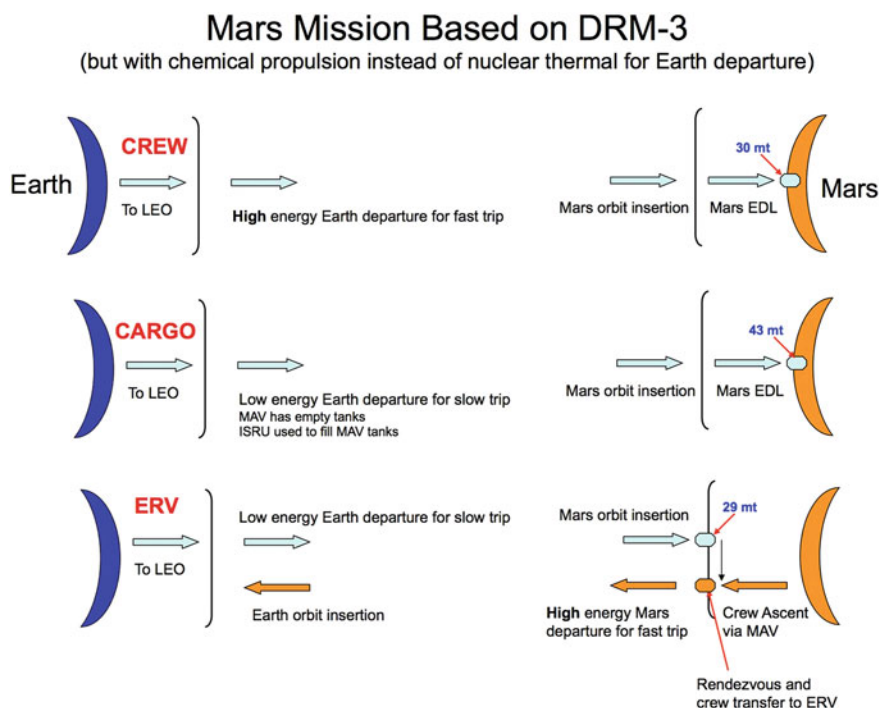 Mars Mission Based on DRM-3
(but with chemical propulsion instead of nuclear thermal for Earth departure)
Earth
CREW
To LEO
High energy Earth departure for fast trip
Mars orbit insertion
Mars EDL
30 mt
Mars
CARGO
To LEO
Low energy Earth departure for slow trip
MAV has empty tanks
ISRU used to fill MAV tanks
Mars orbit insertion
Mars EDL
43 mt
ERV
To LEO
Low energy Earth departure for slow trip
Earth orbit insertion
Mars orbit insertion
29 mt
High energy Mars
departure for fast trip
Crew Ascent
via MAV
Rendezvous and
crew transfer to ERV